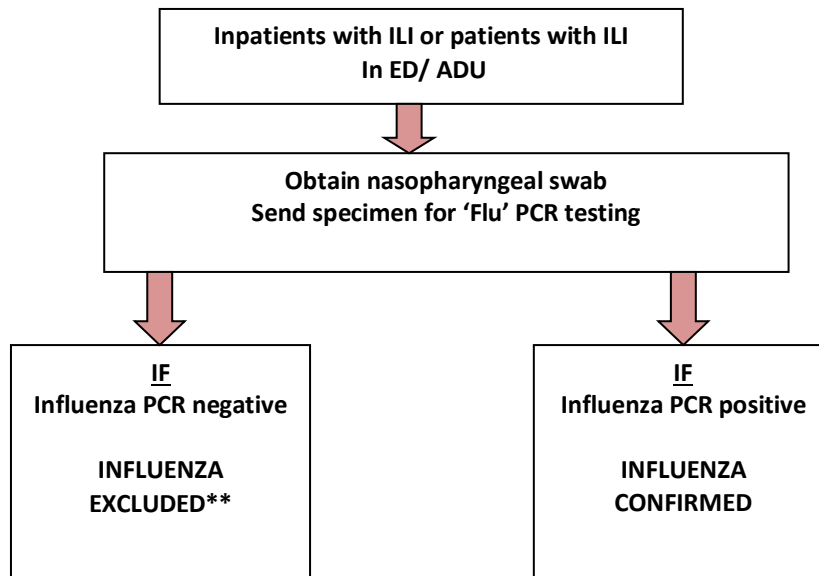 Inpatients with ILI or patients with ILI
In ED/ ADU
Obtain nasopharyngeal swab
Send specimen for ‘Flu’ PCR testing
IF
Influenza PCR negative
INFLUENZA
EXCLUDED**
IF
Influenza PCR positive
INFLUENZA
CONFIRMED